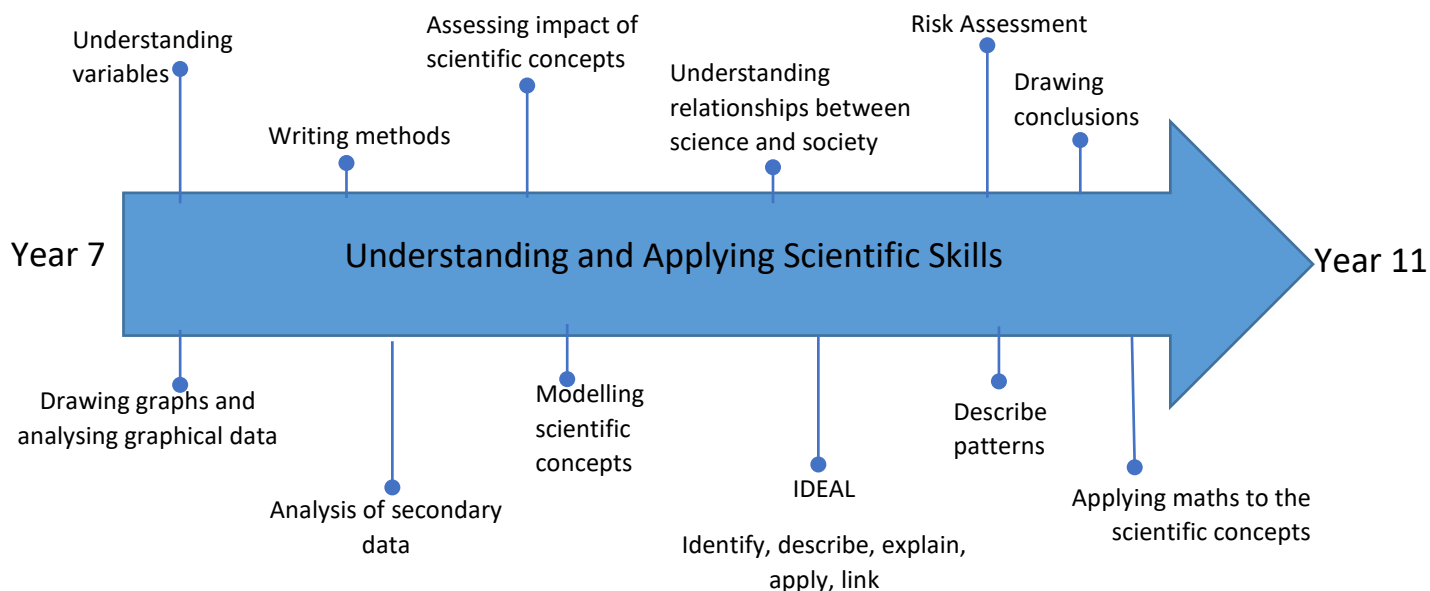 Understanding
variables
Writing methods
Assessing impact of
scientific concepts
Understanding
relationships between
science and society
Risk Assessment
Drawing
conclusions
Year 7
Understanding and Applying Scientific Skills
Year 11
Drawing graphs and
analysing graphical data
Analysis of secondary
data
Modelling
scientific
concepts
IDEAL
Identify, describe, explain,
apply, link
Describe
patterns
Applying maths to the
scientific concepts